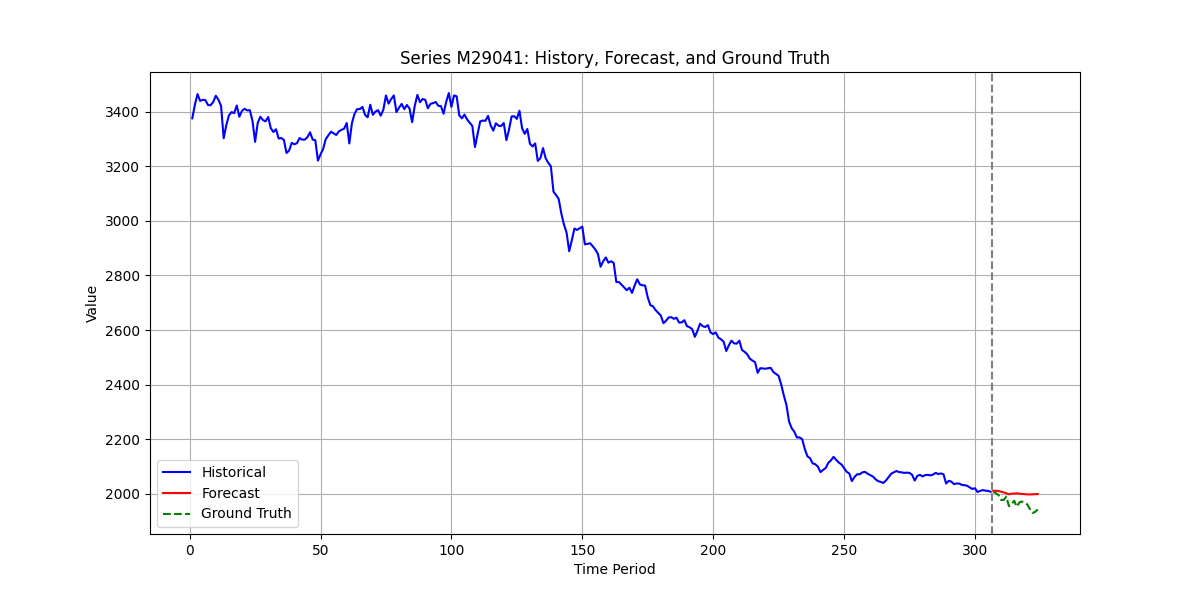 Series M29041: History, Forecast, and Ground Truth
Value
3400
3200
3000
2800
2600
2400
2200
2000
Historical
Forecast
Ground Truth
0 50 100 150 200 250 300
Time Period